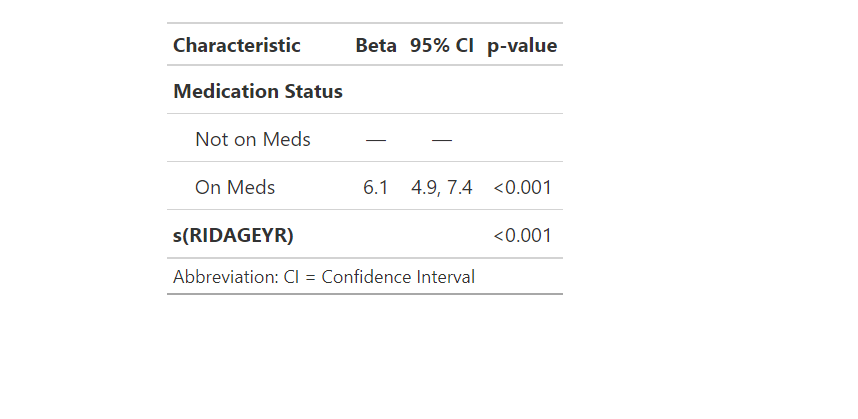 Characteristic Beta 95% CI p-value
Medication Status
Not on Meds — —
On Meds 6.1 4.9, 7.4 <0.001
s(RIDAGEYR) <0.001
Abbreviation: CI = Confidence Interval